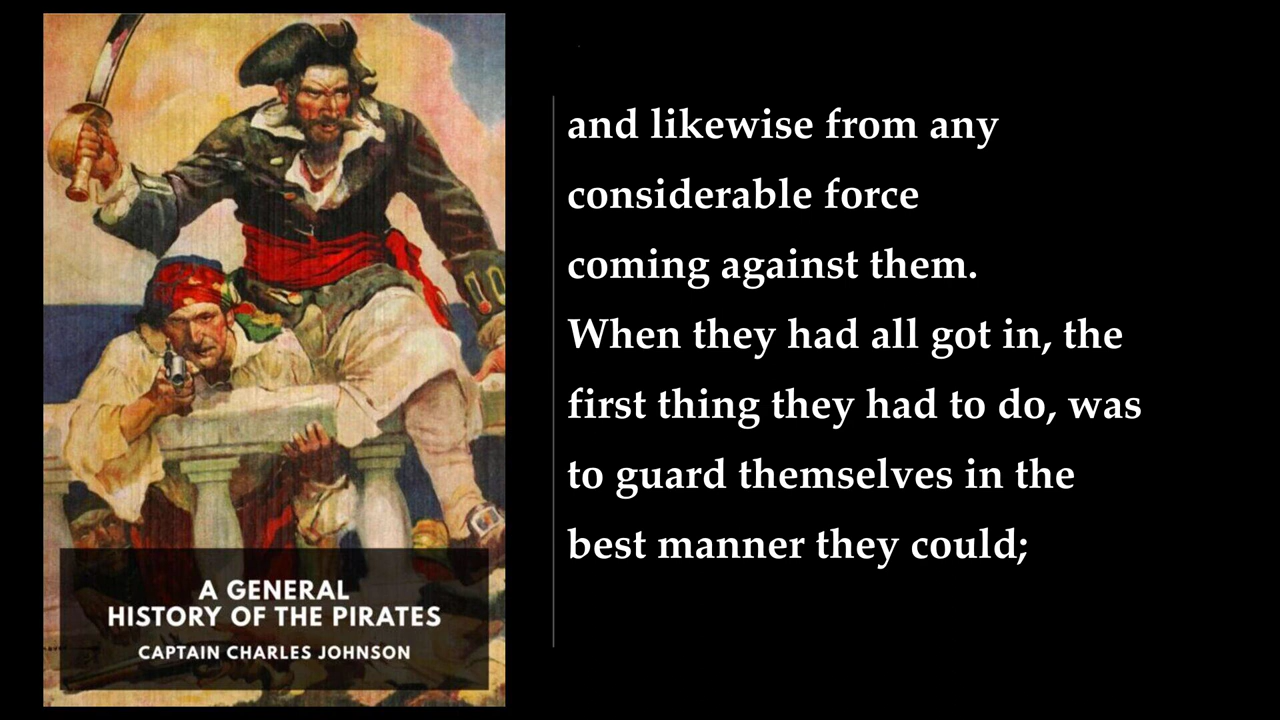 and likewise from any
considerable force
coming against them.
When they had all got in, the
first thing they had to do, was
to guard themselves in the
best manner they could;
A GENERAL
HISTORY OF THE PIRATES
CAPTAIN CHARLES JOHNSON